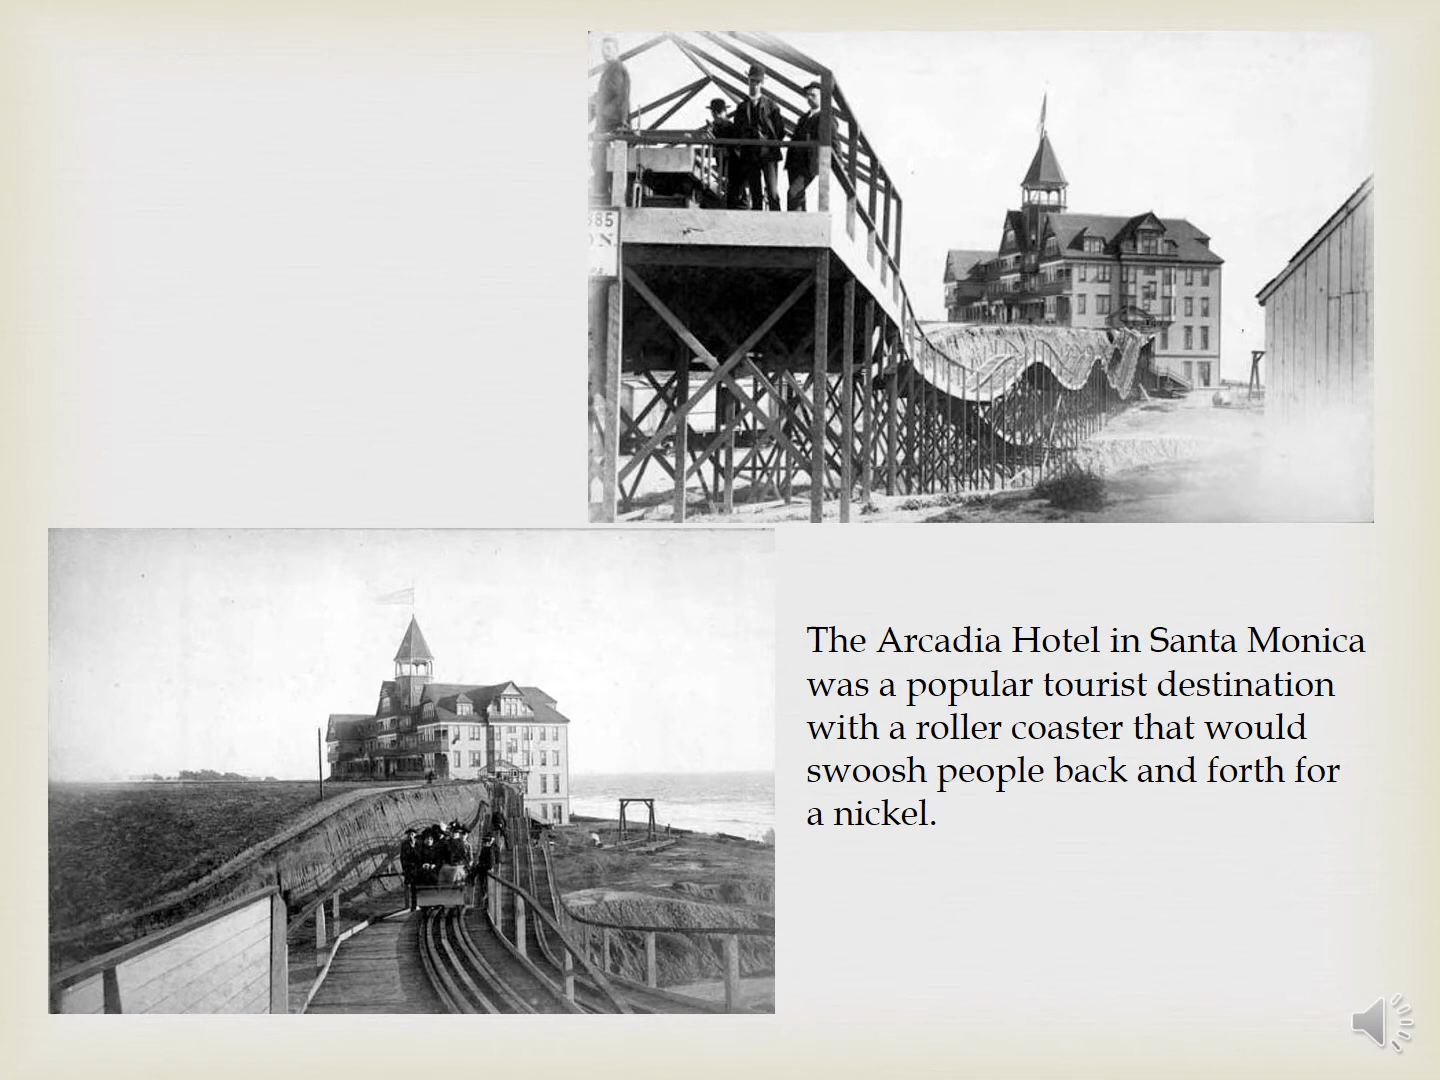 885
N.
The Arcadia Hotel in Santa Monica
was a popular tourist destination
with a roller coaster that would
swoosh people back and forth for
a nickel.